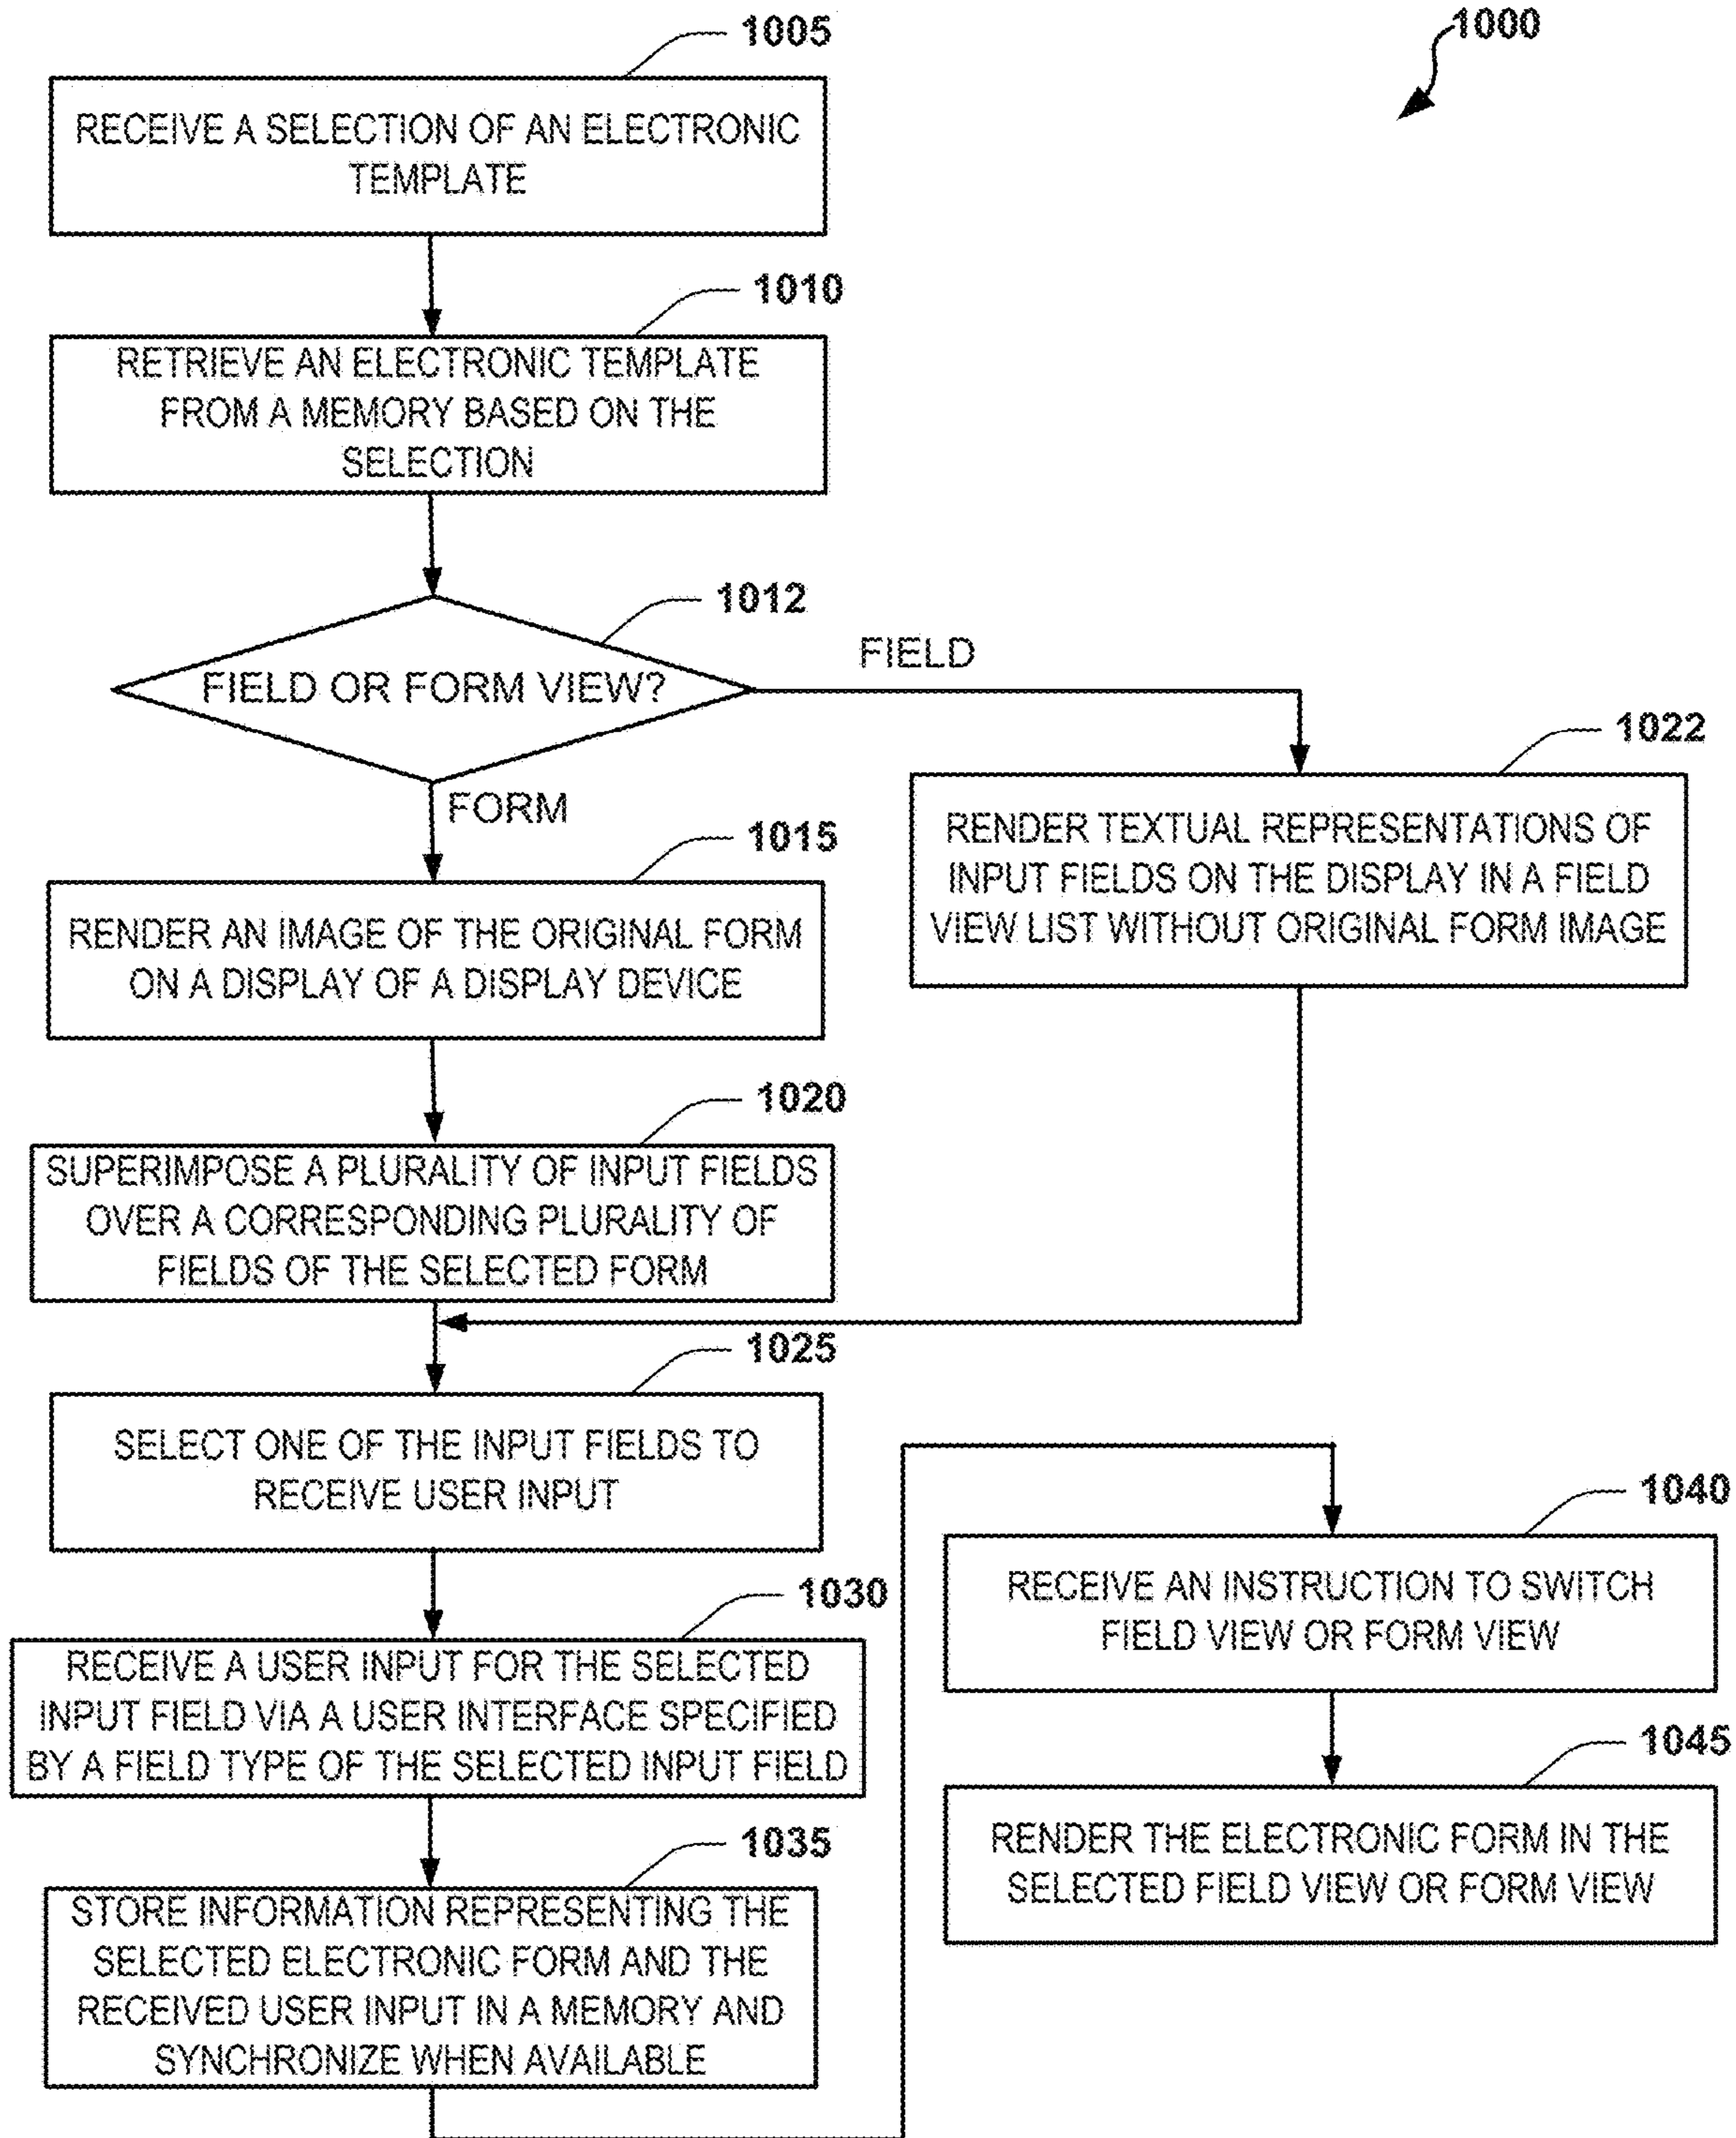 1000
1005
RECEIVE A SELECTION OF AN ELECTRONIC
TEMPLATE
1010
RETRIEVE AN ELECTRONIC TEMPLATE
FROM A MEMORY BASED ON THE
SELECTION
1012
FIELD OR FORM VIEW?
FIELD
FORM
1022
RENDER TEXTUAL REPRESENTATIONS OF
INPUT FIELDS ON THE DISPLAY IN A FIELD
VIEW LIST WITHOUT ORIGINAL FORM IMAGE
1015
RENDER AN IMAGE OF THE ORIGINAL FORM
ON A DISPLAY OF A DISPLAY DEVICE
1020
SUPERIMPOSE A PLURALITY OF INPUT FIELDS
OVER A CORRESPONDING PLURALITY OF
FIELDS OF THE SELECTED FORM
1025
SELECT ONE OF THE INPUT FIELDS TO
RECEIVE USER INPUT
1030
RECEIVE A USER INPUT FOR THE SELECTED
INPUT FIELD VIA A USER INTERFACE SPECIFIED
BY A FIELD TYPE OF THE SELECTED INPUT FIELD
1035
STORE INFORMATION REPRESENTING THE
SELECTED ELECTRONIC FORM AND THE
RECEIVED USER INPUT IN A MEMORY AND
SYNCHRONIZE WHEN AVAILABLE
1040
RECEIVE AN INSTRUCTION TO SWITCH
FIELD VIEW OR FORM VIEW
1045
RENDER THE ELECTRONIC FORM IN THE
SELECTED FIELD VIEW OR FORM VIEW